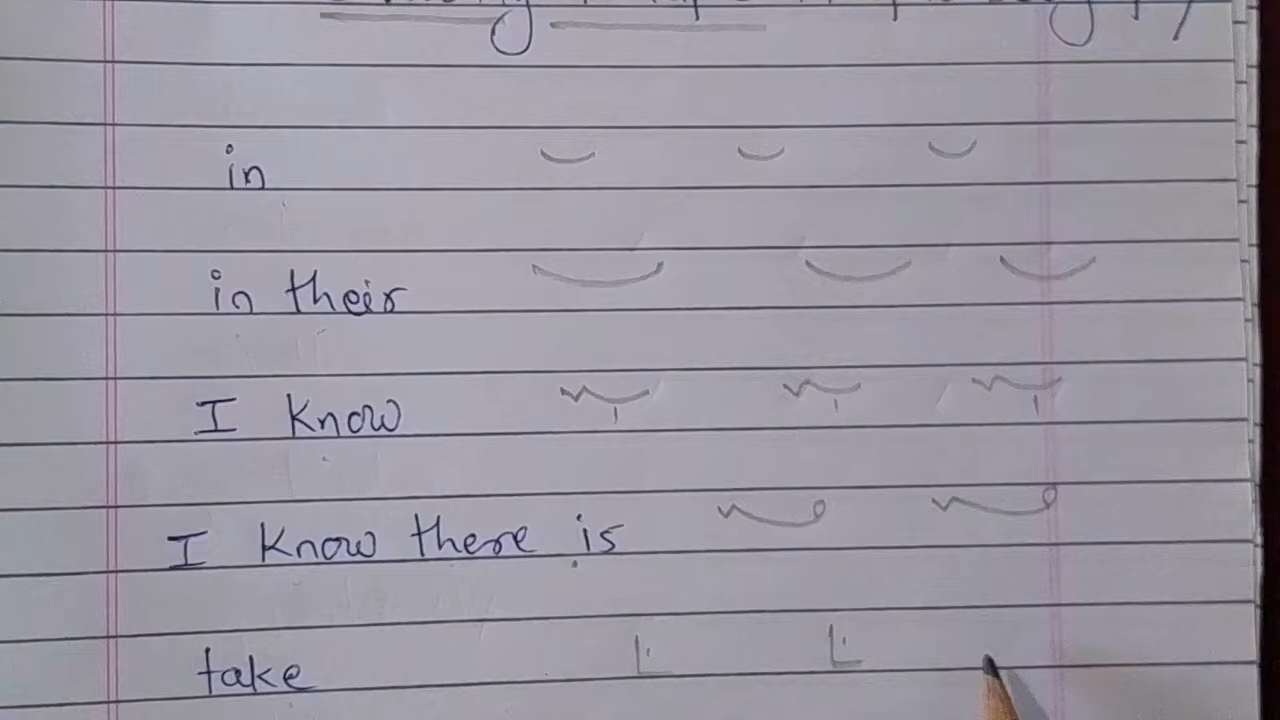 in
in their
I know
I know there is
take